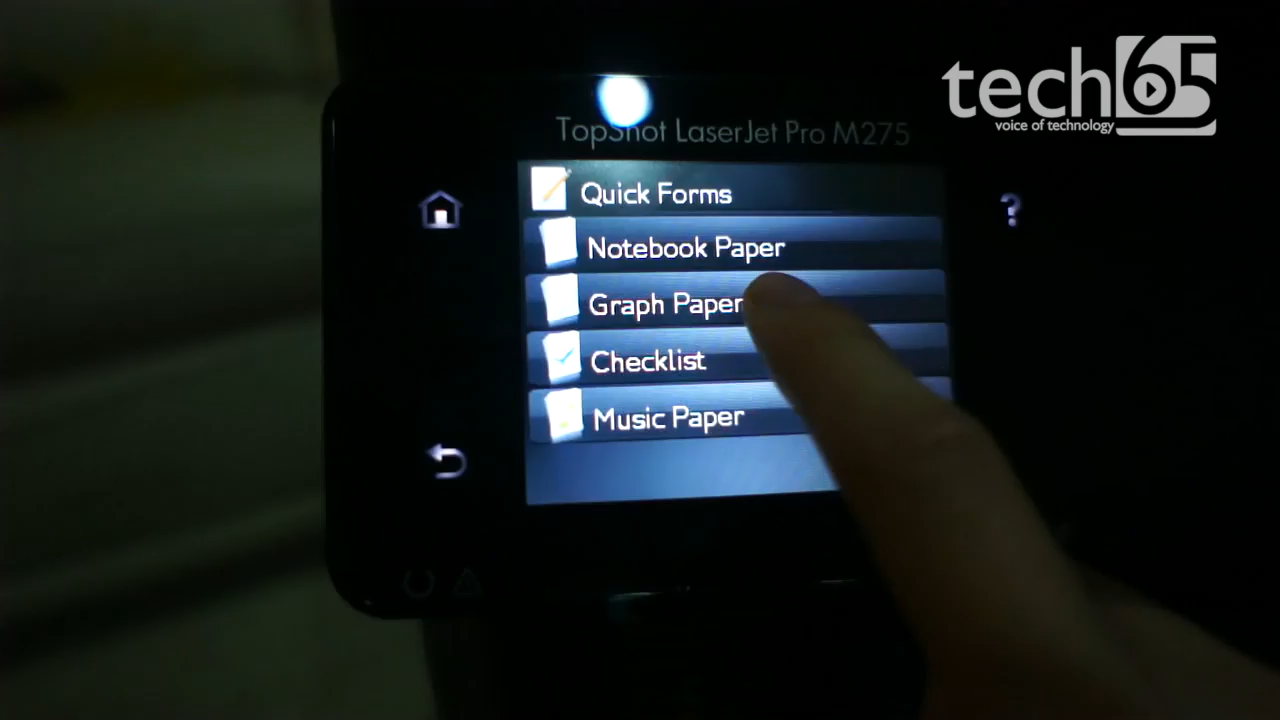 tech65
voice of technology
TopShot LaserJet Pro M275
Quick Forms
?
Notebook Paper
Graph Paper
Checklist
Music Paper